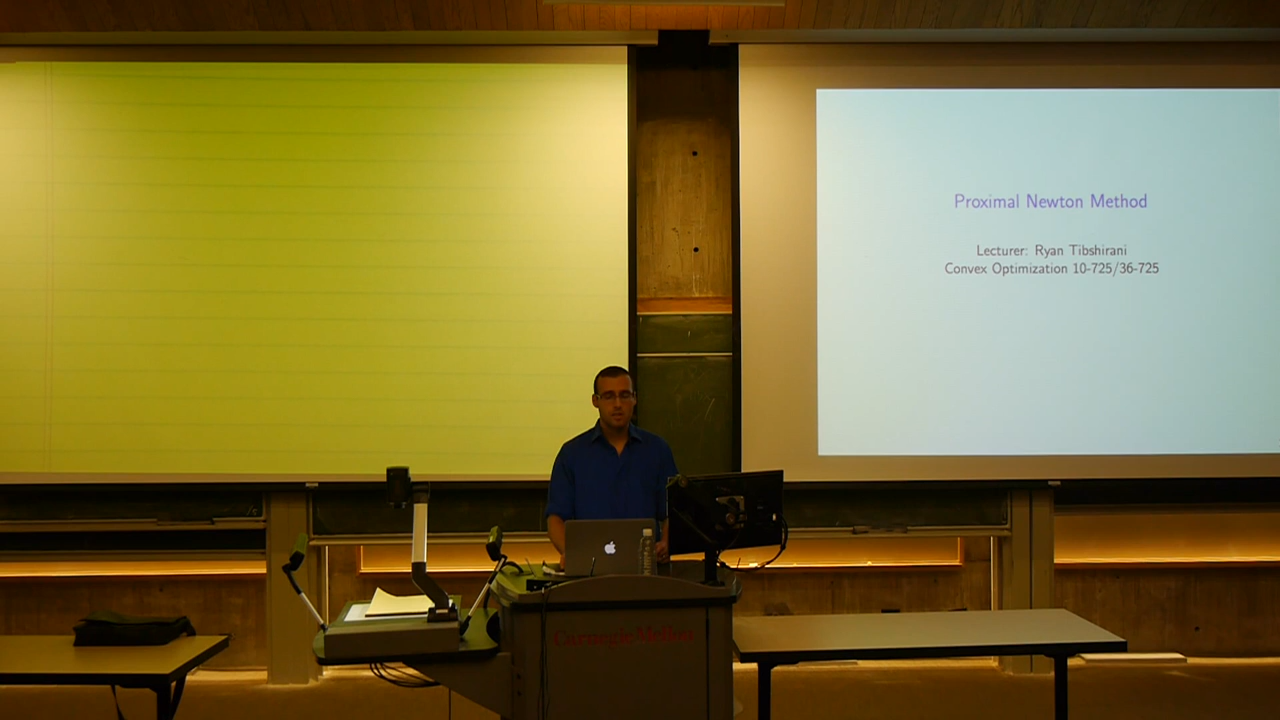 Proximal Newton Method
Lecturer: Ryan Tibshirani
Convex Optimization 10-725/36-725
Carnegie Mellon